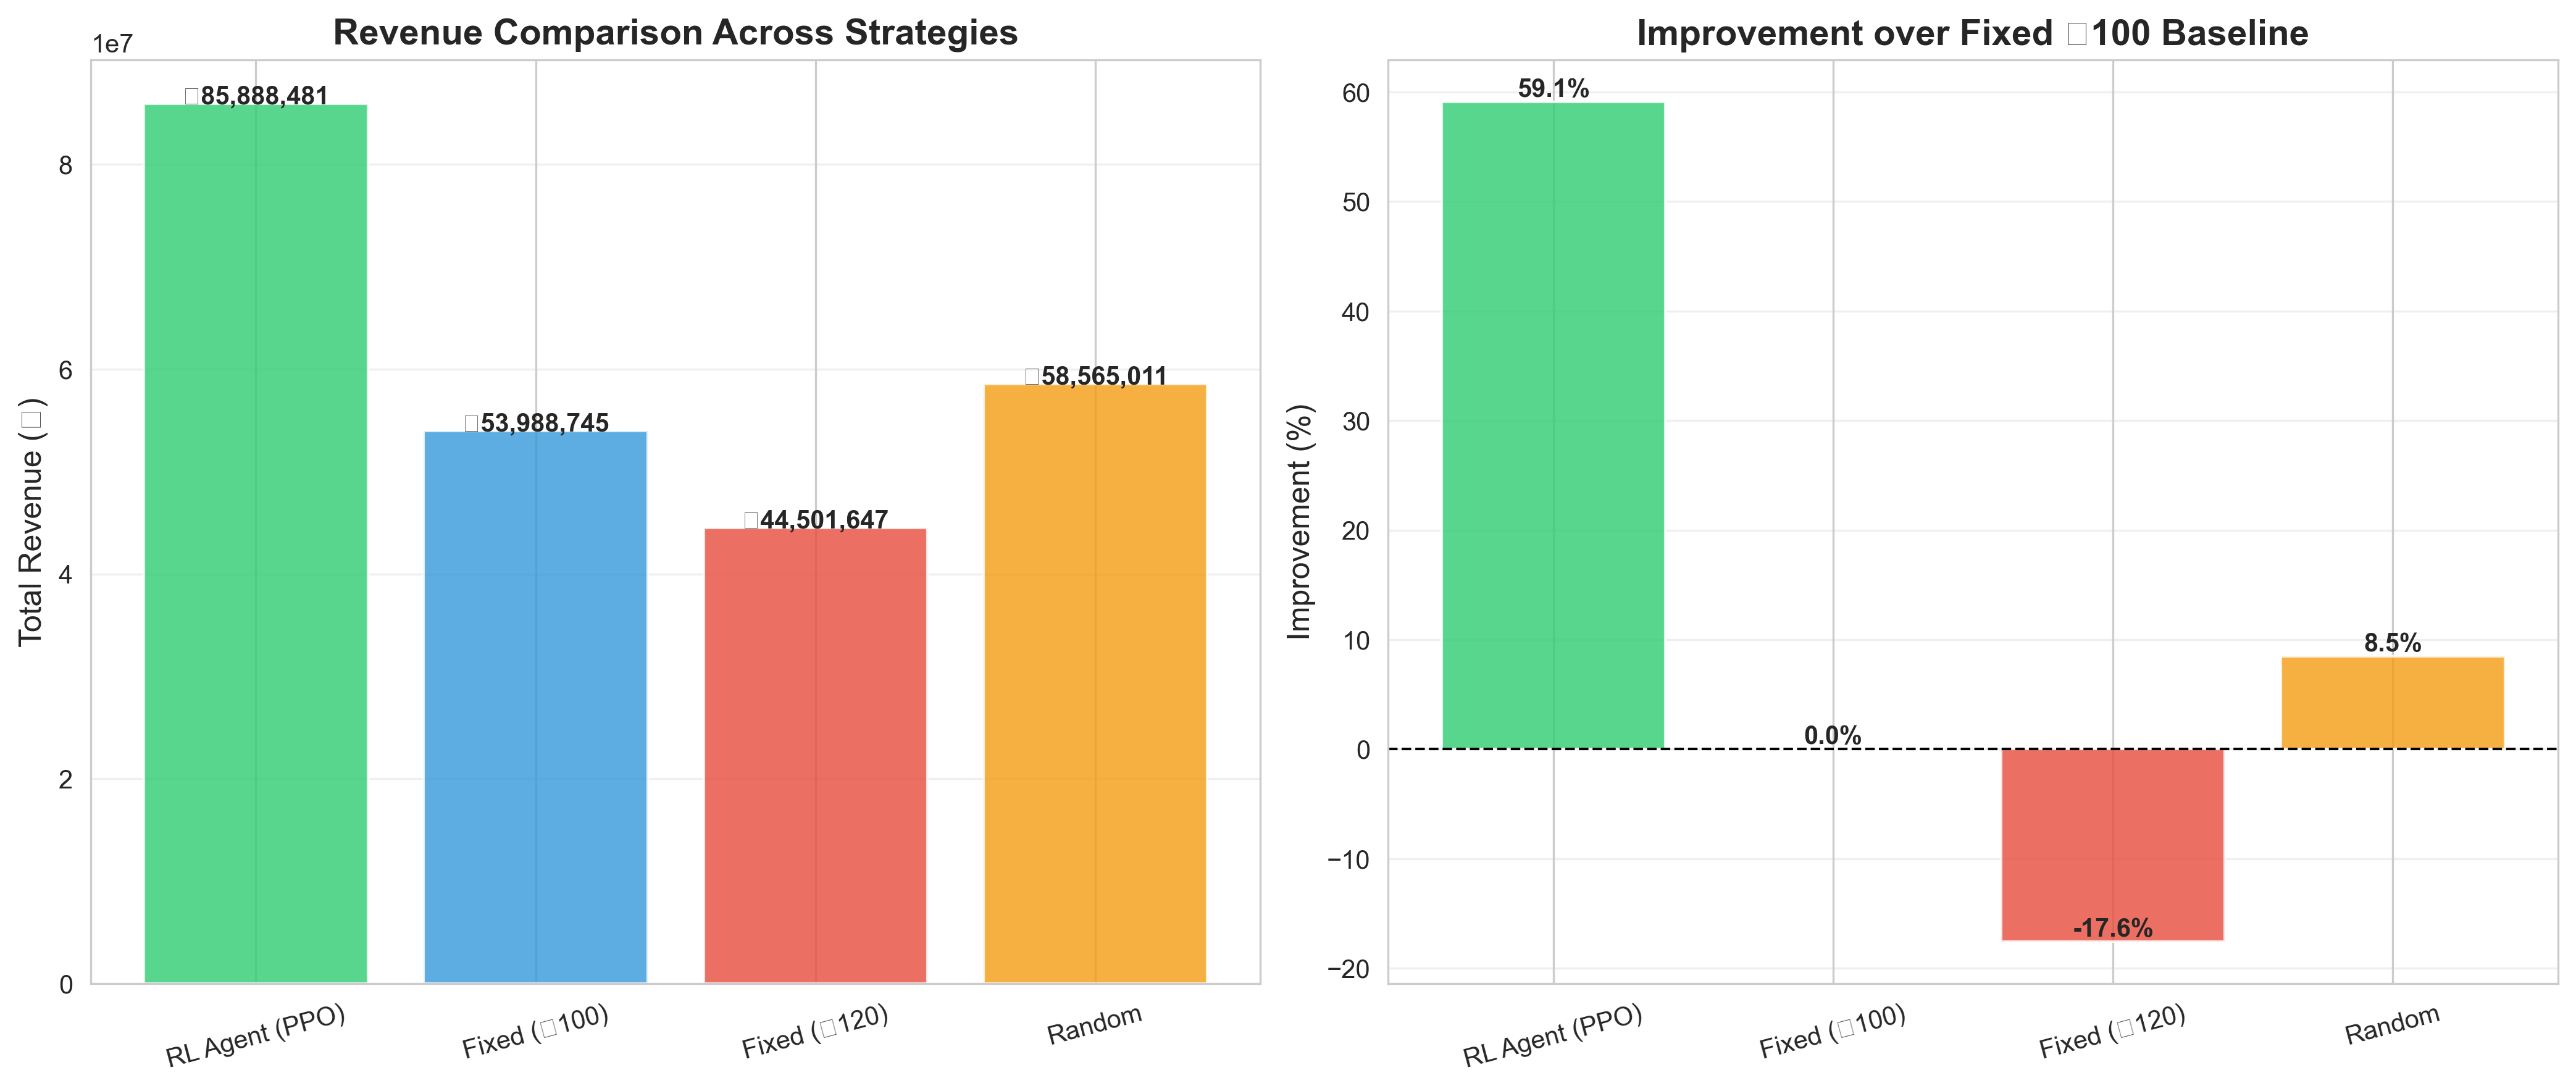 Revenue Comparison Across Strategies
1e7
Total Revenue (□)
8
6
4
2
0
□85,888,481
□53,988,745
□44,501,647
□58,565,011
RL Agent (PPO)
Fixed (□100)
Fixed (□120)
Random
Improvement over Fixed □100 Baseline
Improvement (%)
60
50
40
30
20
10
0
−10
−20
59.1%
0.0%
-17.6%
8.5%
RL Agent (PPO)
Fixed (□100)
Fixed (□120)
Random